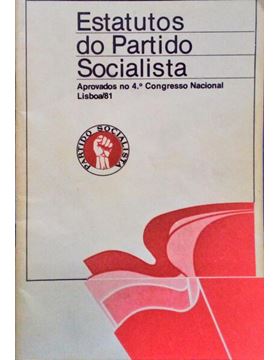 Estatutos
do Partido
Socialista
Aprovados no 4.º Congresso Nacional
Lisboa/81
PARTIDO SOCIALISTA